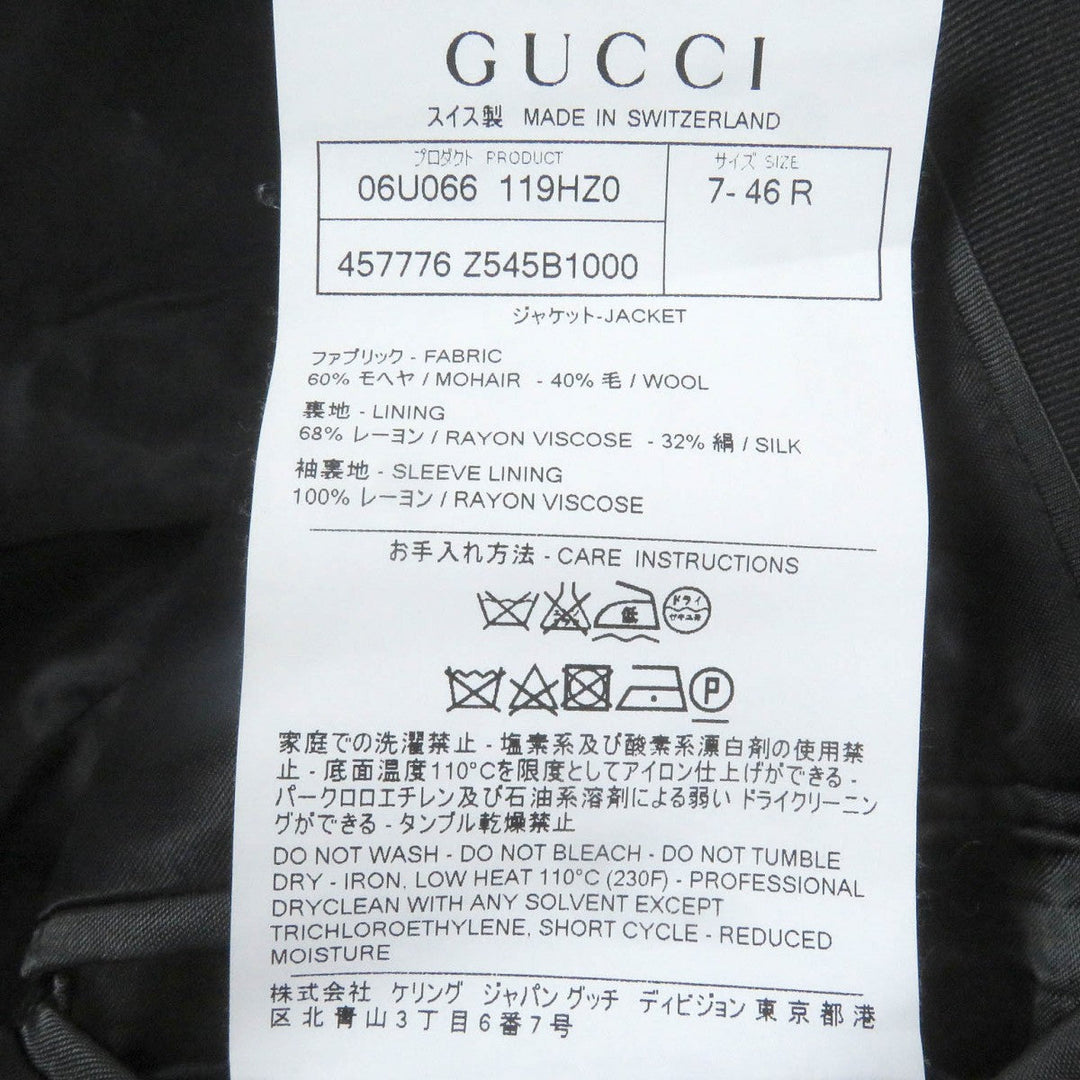 GUCCI
スイス製 MADE IN SWITZERLAND
プロダクト PRODUCT
06U066 119HZ0
サイズ SIZE
7- 46 R
457776 Z545B1000
ジャケット-JACKET
ファブリック - FABRIC
60% モヘヤ / MOHAIR - 40% 毛 / WOOL
裏地 - LINING
68% レーヨン / RAYON VISCOSE - 32% 絹 / SILK
袖裏地 - SLEEVE LINING
100% レーヨン / RAYON VISCOSE
お手入れ方法 - CARE INSTRUCTIONS
低
ドライ
セキユ系
P
家庭での洗濯禁止 - 塩素系及び酸素系漂白剤の使用禁
止 - 底面温度110°Cを限度としてアイロン仕上げができる -
パークロロエチレン及び石油系溶剤による弱い ドライクリーニン
グができる - タンブル乾燥禁止
DO NOT WASH - DO NOT BLEACH - DO NOT TUMBLE
DRY - IRON, LOW HEAT 110°C (230F) - PROFESSIONAL
DRYCLEAN WITH ANY SOLVENT EXCEPT
TRICHLOROETHYLENE, SHORT CYCLE - REDUCED
MOISTURE
株式会社 ケリング ジャパン グッチ ディビジョン 東京都港
区北青山3丁目6番7号